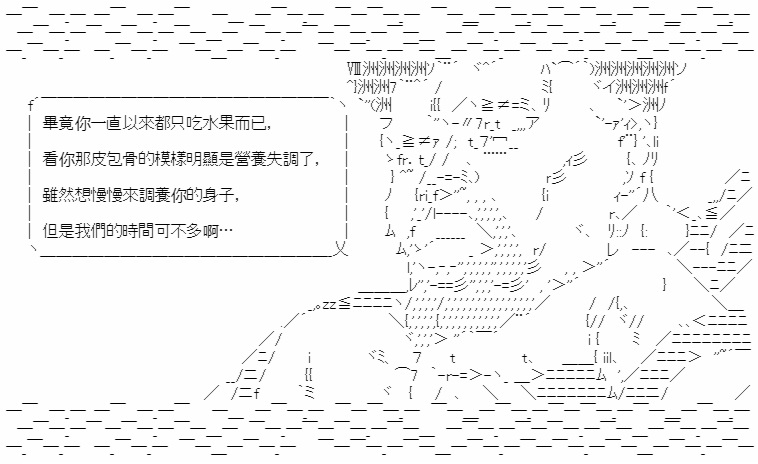 畢竟你一直以來都只吃水果而已，
看你那皮包骨的模樣明顯是營養失調了，
雖然想慢慢來調養你的身子，
但是我們的時間可不多啊…